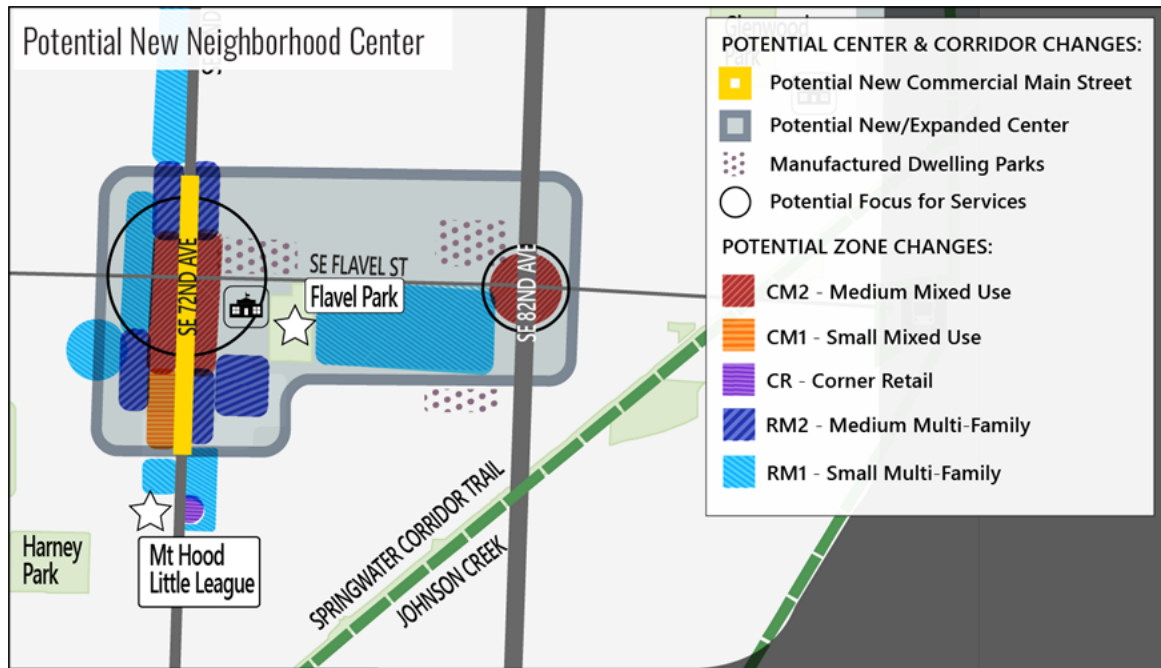 Potential New Neighborhood Center
Glenwood
Park
POTENTIAL CENTER & CORRIDOR CHANGES:
Potential New Commercial Main Street
Potential New/Expanded Center
Manufactured Dwelling Parks
Potential Focus for Services
POTENTIAL ZONE CHANGES:
CM2 - Medium Mixed Use
CM1 - Small Mixed Use
CR - Corner Retail
RM2 - Medium Multi-Family
RM1 - Small Multi-Family
SE 72ND AVE
SE FLAVEL ST
Flavel Park
SE 82ND AVE
SPRINGWATER CORRIDOR TRAIL
JOHNSON CREEK
Harney
Park
Mt Hood
Little League